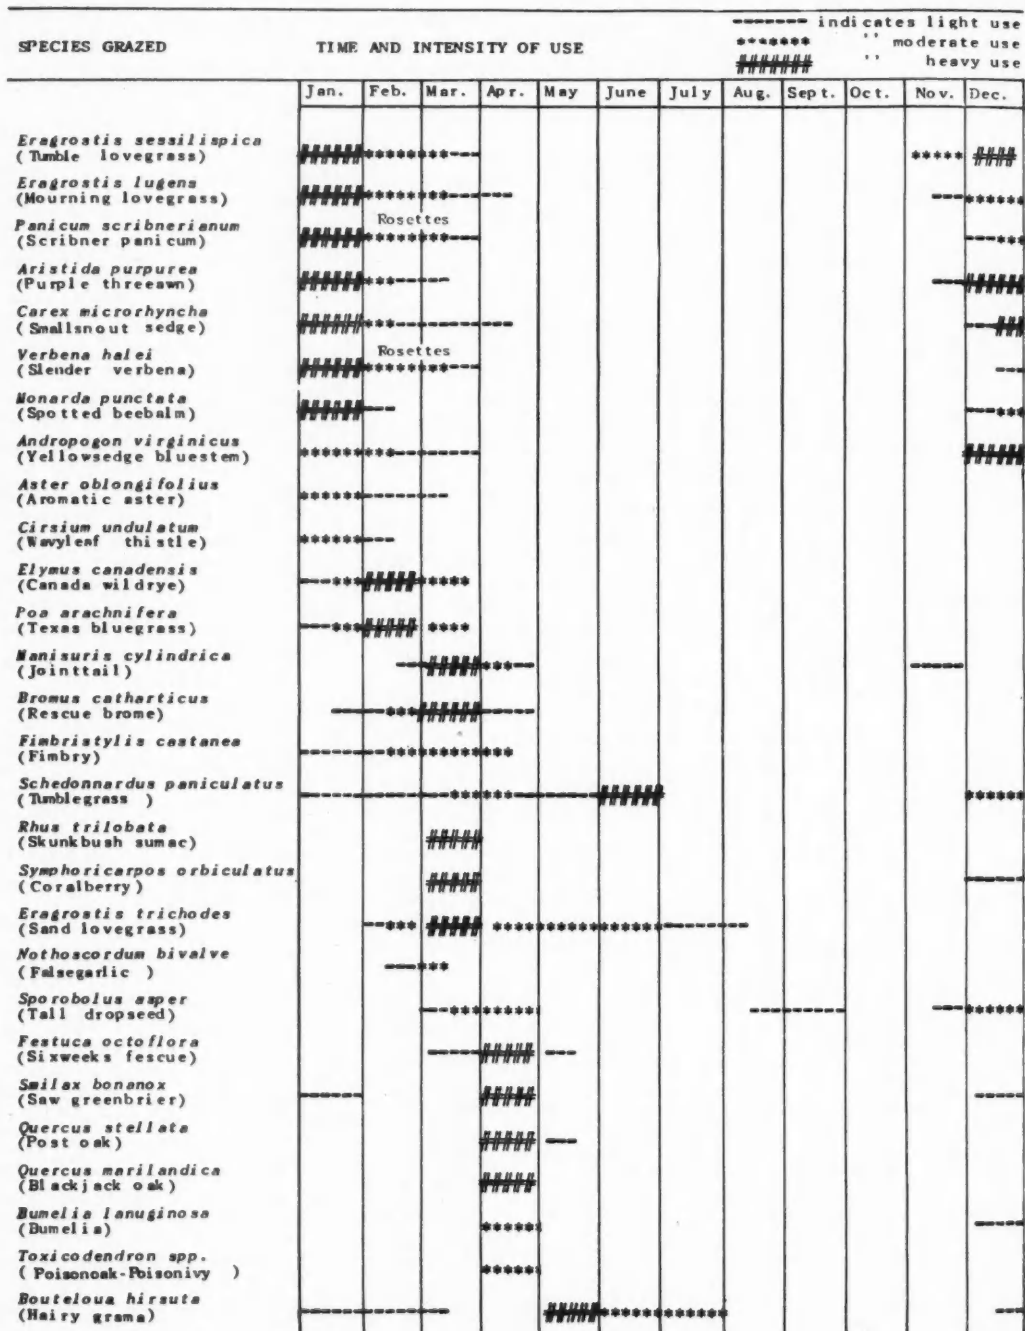 ------- indicates light use
SPECIES GRAZED TIME AND INTENSITY OF USE ******* '' moderate use
####### '' heavy use
Jan. Feb. Mar. Apr. May June July Aug. Sept. Oct. Nov. Dec.
Eragrostis sessilispica
(Tumble lovegrass)
Eragrostis lugens
(Mourning lovegrass)
Rosettes
Panicum scribnerianum
(Scribner panicum)
Aristida purpurea
(Purple threeawn)
Carex microrhyncha
(Smallsnout sedge)
Rosettes
Verbena halei
(Slender verbena)
Monarda punctata
(Spotted beebalm)
Andropogon virginicus
(Yellowsedge bluestem)
Aster oblongifolius
(Aromatic aster)
Cirsium undulatum
(Wavyleaf thistle)
Elymus canadensis
(Canada wildrye)
Poa arachnifera
(Texas bluegrass)
Manisuris cylindrica
(Jointtail)
Bromus catharticus
(Rescue brome)
Fimbristylis castanea
(Fimbry)
Schedonnardus paniculatus
(Tumblegrass )
Rhus trilobata
(Skunkbush sumac)
Symphoricarpos orbiculatus
(Coralberry)
Eragrostis trichodes
(Sand lovegrass)
Nothoscordum bivalve
(Falsegarlic )
Sporobolus asper
(Tall dropseed)
Festuca octoflora
(Sixweeks fescue)
Smilax bonanox
(Saw greenbrier)
Quercus stellata
(Post oak)
Quercus marilandica
(Blackjack oak)
Bumelia lanuginosa
(Bumelia)
Toxicodendron spp.
( Poisonoak-Poisonivy )
Bouteloua hirsuta
(Hairy grama)